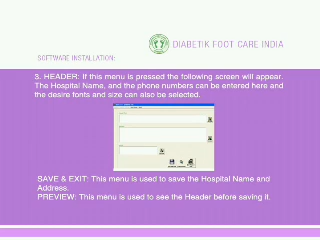 DIABETIK FOOT CARE INDIA
SOFTWARE INSTALLATION:
3. HEADER: If this menu is pressed the following screen will appear.
The Hospital Name, and the phone numbers can be entered here and
the desire fonts and size can also be selected.
SAVE & EXIT: This menu is used to save the Hospital Name and
Address.
PREVIEW: This menu is used to see the Header before saving it.